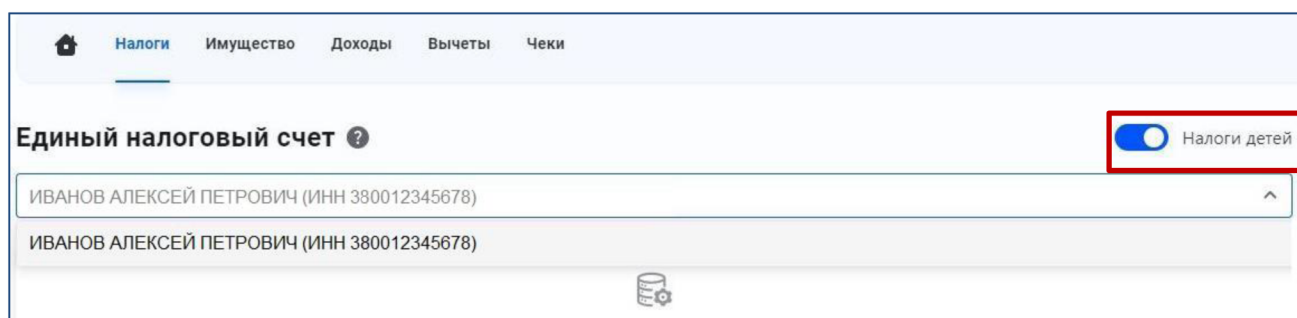 Налоги Имущество Доходы Вычеты Чеки
Единый налоговый счет ?
Налоги детей
ИВАНОВ АЛЕКСЕЙ ПЕТРОВИЧ (ИНН 380012345678)
ИВАНОВ АЛЕКСЕЙ ПЕТРОВИЧ (ИНН 380012345678)